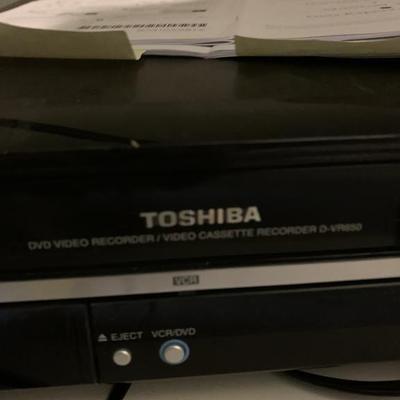 TOSHIBA
DVD VIDEO RECORDER / VIDEO CASSETTE RECORDER D-VR650
VCR
⏏ EJECT VCR/DVD